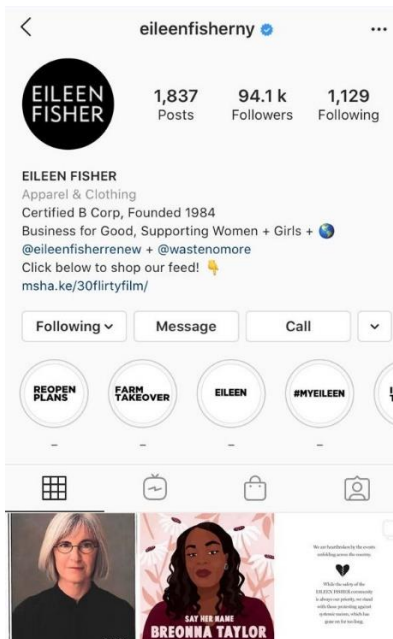 eileenfisherny
EILEEN
FISHER
1,837 94.1 k 1,129
Posts Followers Following
EILEEN FISHER
Apparel & Clothing
Certified B Corp, Founded 1984
Business for Good, Supporting Women + Girls + 🌎
@eileenfisherrenew + @wastenomore
Click below to shop our feed! 👇
msha.ke/30flirtyfilm/
Following Message Call
REOPEN
PLANS
FARM
TAKEOVER
EILEEN
#MYEILEEN
SAY HER NAME
BREONNA TAYLOR
We are heartbroken by the events
unfolding across the country.
While the safety of the
EILEEN FISHER community
is always our priority, we stand
with those protesting against
systemic racism, which has
gone on for too long.